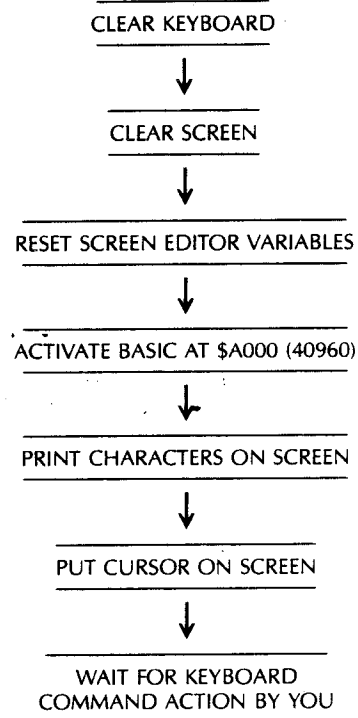 CLEAR KEYBOARD
CLEAR SCREEN
RESET SCREEN EDITOR VARIABLES
ACTIVATE BASIC AT $A000 (40960)
PRINT CHARACTERS ON SCREEN
PUT CURSOR ON SCREEN
WAIT FOR KEYBOARD
COMMAND ACTION BY YOU